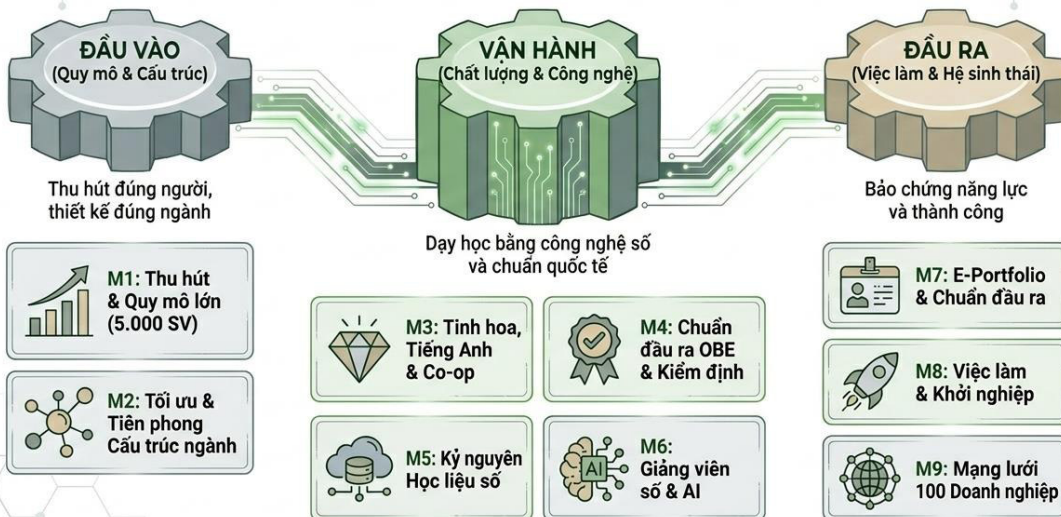 ĐẦU VÀO
(Quy mô & Cấu trúc)
Thu hút đúng người,
thiết kế đúng ngành
M1: Thu hút
& Quy mô lớn
(5.000 SV)
M2: Tối ưu &
Tiên phong
Cấu trúc ngành
VẬN HÀNH
(Chất lượng & Công nghệ)
Dạy học bằng công nghệ số
và chuẩn quốc tế
M3: Tinh hoa,
Tiếng Anh
& Co-op
M4: Chuẩn
đầu ra OBE
& Kiểm định
M5: Kỷ nguyên
Học liệu số
AI
M6:
Giảng viên
số & AI
ĐẦU RA
(Việc làm & Hệ sinh thái)
Bảo chứng năng lực
và thành công
M7: E-Portfolio
& Chuẩn đầu ra
M8: Việc làm
& Khởi nghiệp
M9: Mạng lưới
100 Doanh nghiệp